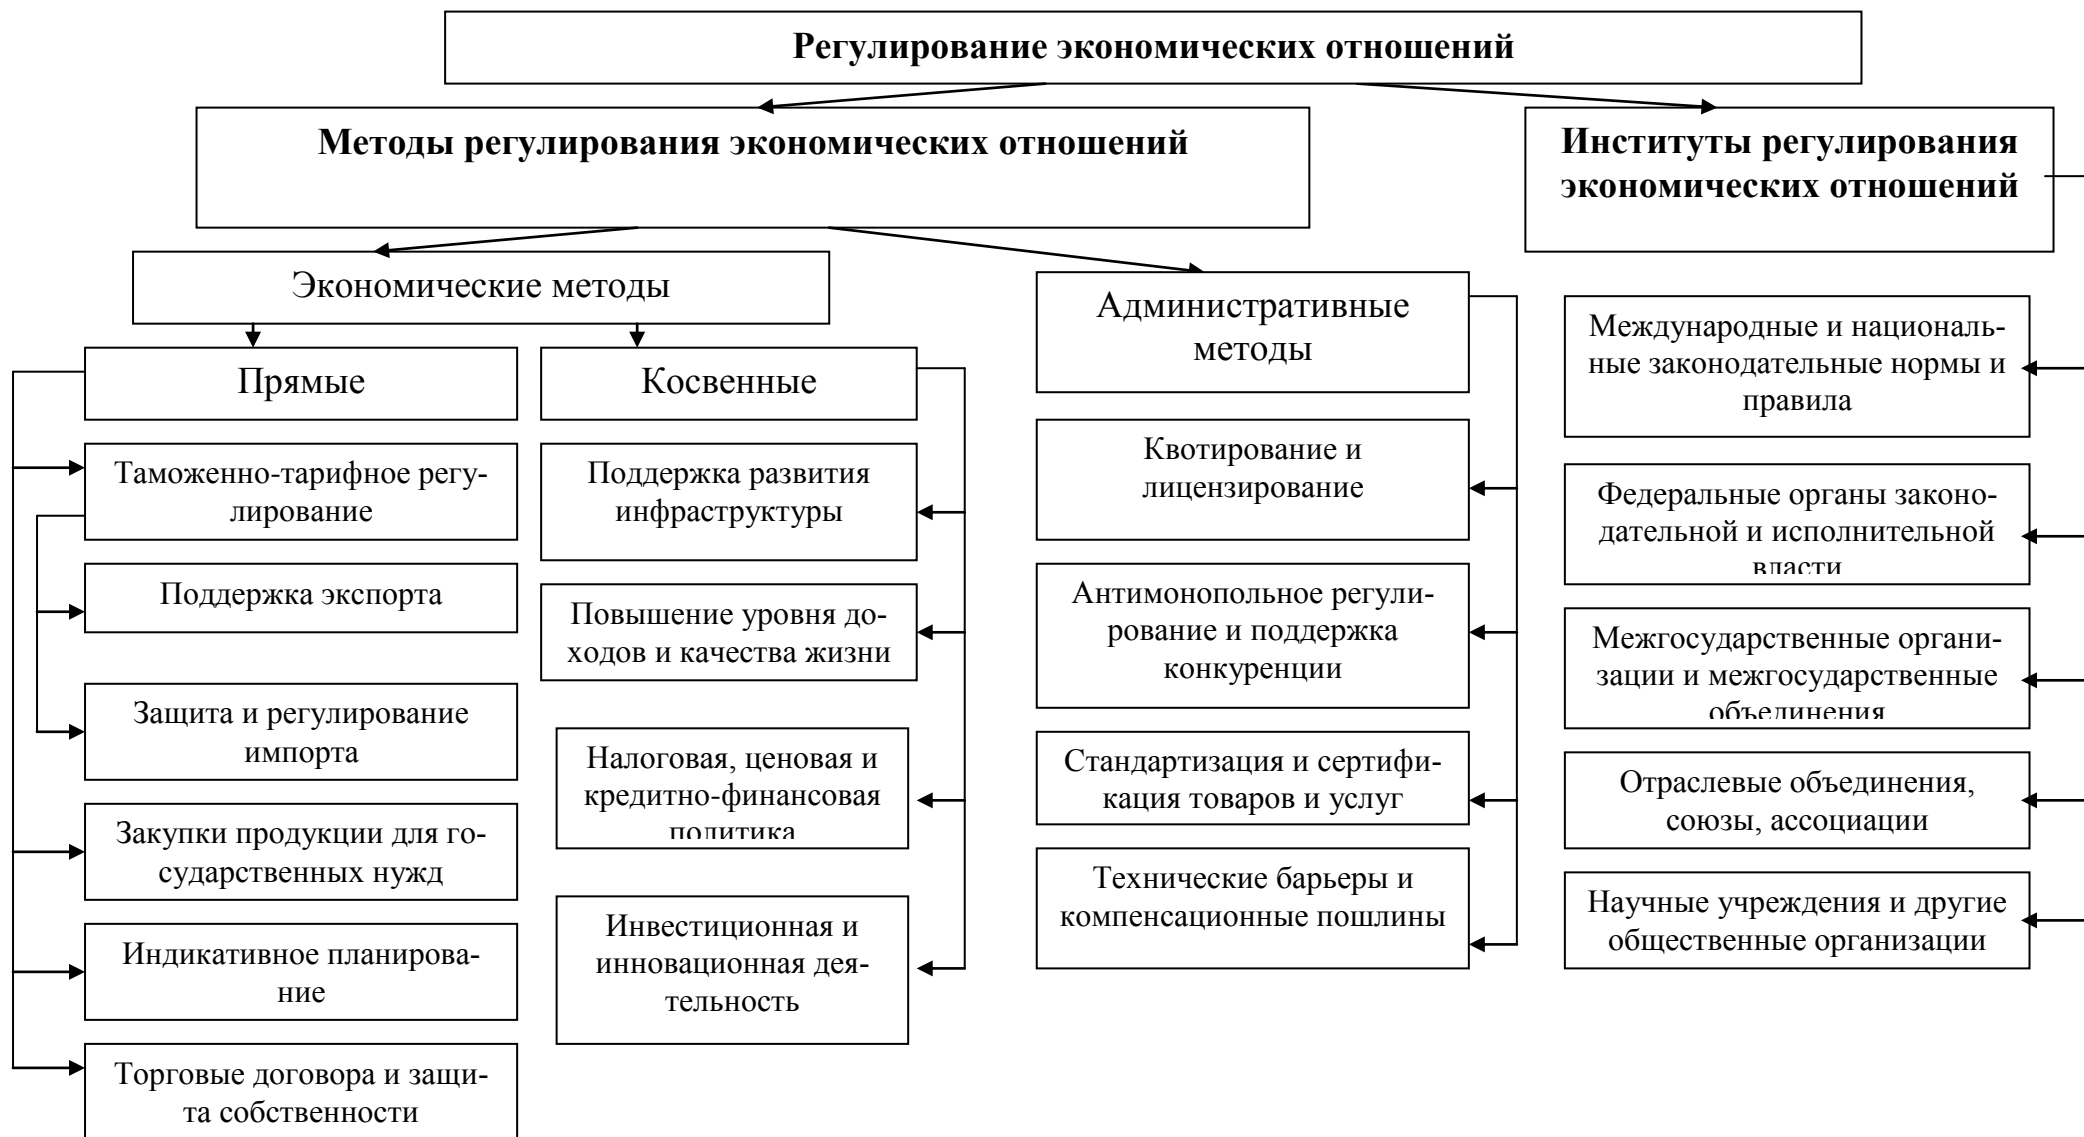 Регулирование экономических отношений
Методы регулирования экономических отношений
Институты регулирования
экономических отношений
Экономические методы
Административные
методы
Прямые
Косвенные
Таможенно-тарифное регу-
лирование
Поддержка экспорта
Защита и регулирование
импорта
Закупки продукции для го-
сударственных нужд
Индикативное планирова-
ние
Торговые договора и защи-
та собственности
Поддержка развития
инфраструктуры
Повышение уровня до-
ходов и качества жизни
Налоговая, ценовая и
кредитно-финансовая
политика
Инвестиционная и
инновационная дея-
тельность
Квотирование и
лицензирование
Антимонопольное регули-
рование и поддержка
конкуренции
Стандартизация и сертифи-
кация товаров и услуг
Технические барьеры и
компенсационные пошлины
Международные и националь-
ные законодательные нормы и
правила
Федеральные органы законо-
дательной и исполнительной
власти
Межгосударственные органи-
зации и межгосударственные
объединения
Отраслевые объединения,
союзы, ассоциации
Научные учреждения и другие
общественные организации